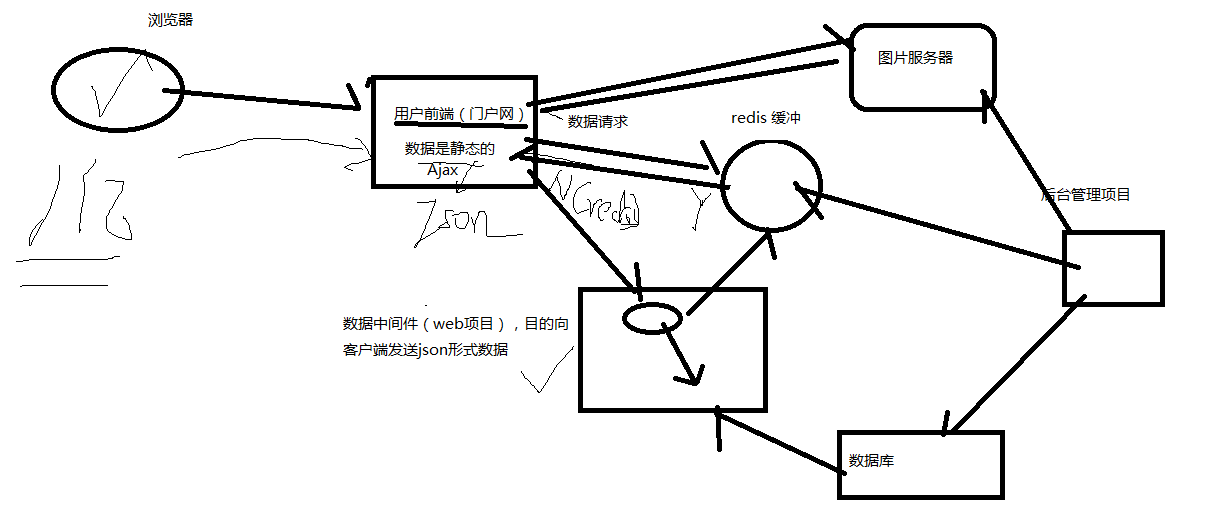 浏览器
图片服务器
用户前端（门户网）
数据请求
redis 缓冲
数据是静态的
Ajax
Json
Y
后台管理项目
数据中间件（web项目），目的向
客户端发送json形式数据
数据库